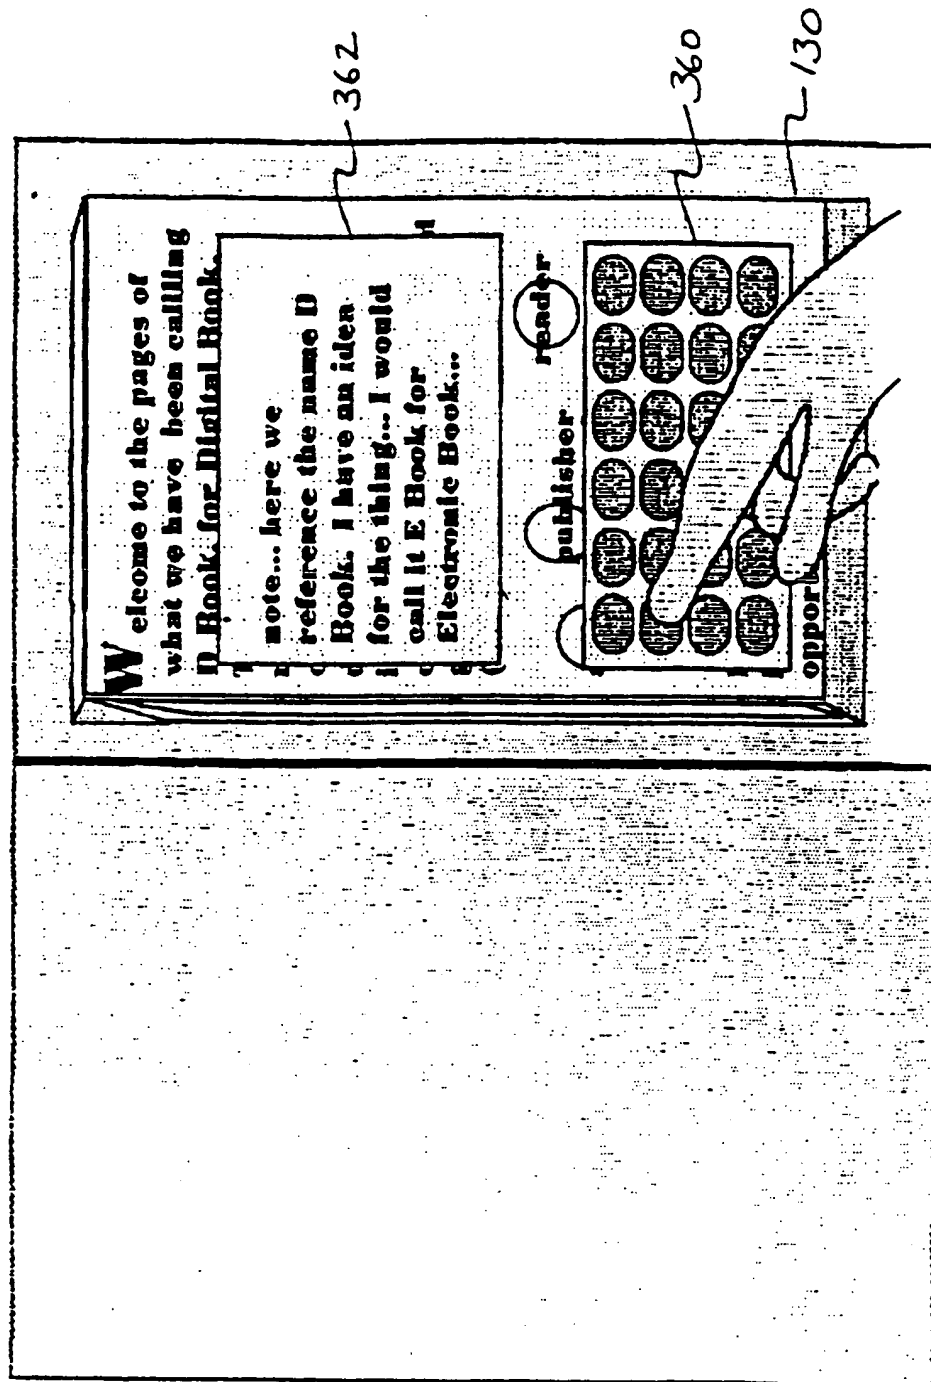 Welcome to the pages of
what we have been callling
D Book, for Digital Book.
note... here we
reference the name D
Book. I have an idea
for the thing... I would
call it E Book for
Electronic Book...
publisher
reader
opport
362
360
130